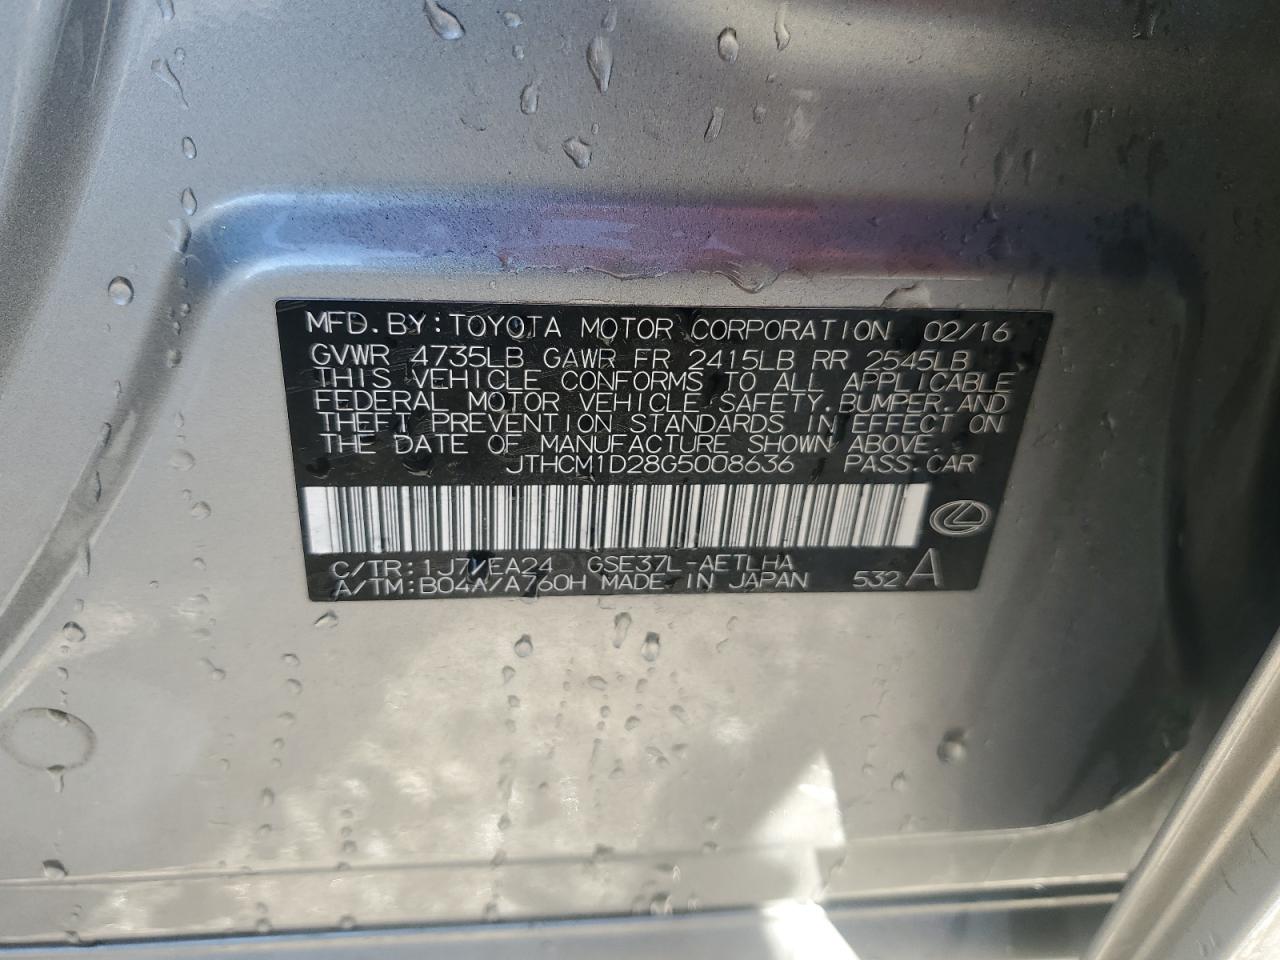 MFD.BY:TOYOTA MOTOR CORPORATION 02/16
GVWR 4735LB GAWR FR 2415LB RR 2545LB
THIS VEHICLE CONFORMS TO ALL APPLICABLE
FEDERAL MOTOR VEHICLE SAFETY,BUMPER,AND
THEFT PREVENTION STANDARDS IN EFFECT ON
THE DATE OF MANUFACTURE SHOWN ABOVE.
JTHCM1D28G5008636 PASS.CAR
C/TR:1J7/EA24 GSE37L-AETLHA
A/TM:B04A/A760H MADE IN JAPAN 532 A